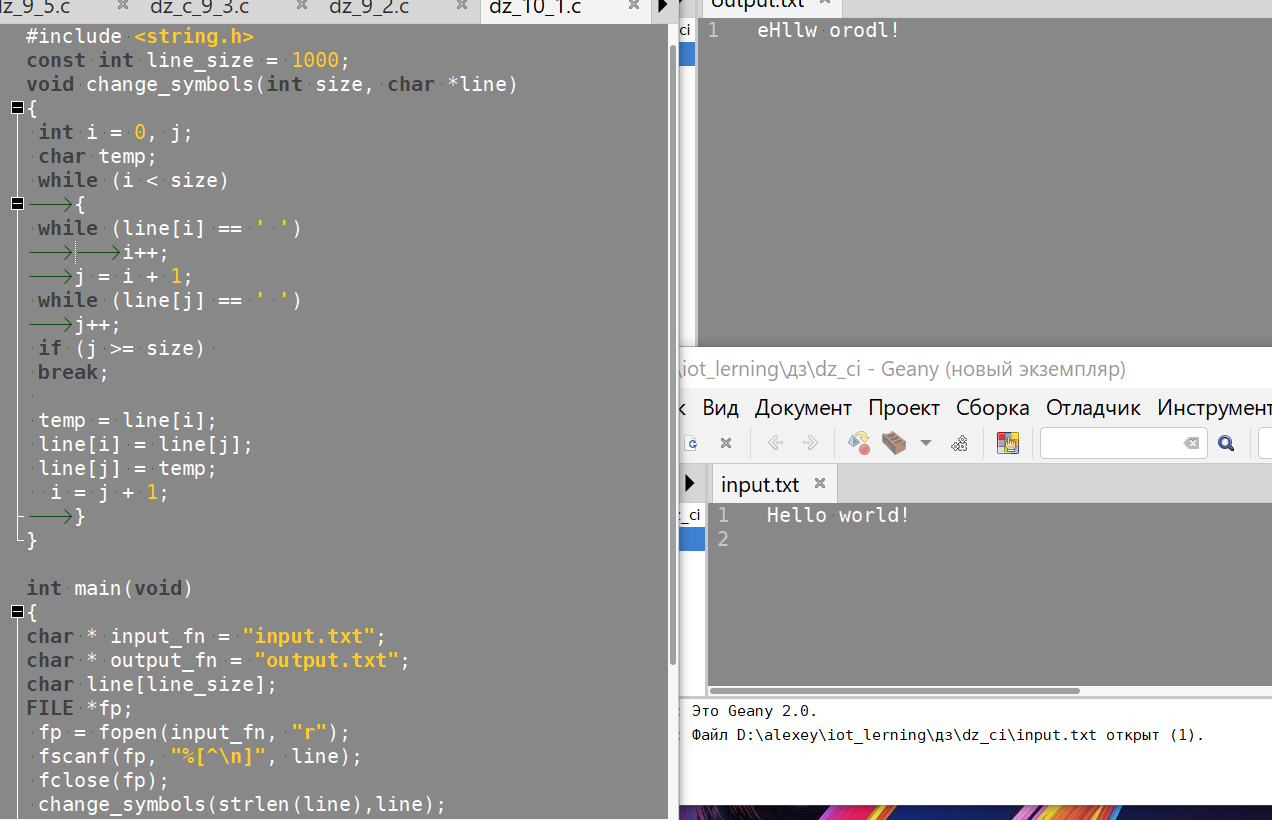 dz_9_5.c dz_c_9_3.c dz_9_2.c dz_10_1.c
#include <string.h>
const int line_size = 1000;
void change_symbols(int size, char *line)
{
int i = 0, j;
char temp;
while (i < size)
{
while (line[i] == ' ')
i++;
j = i + 1;
while (line[j] == ' ')
j++;
if (j >= size)
break;
temp = line[i];
line[i] = line[j];
line[j] = temp;
i = j + 1;
}
}
int main(void)
{
char * input_fn = "input.txt";
char * output_fn = "output.txt";
char line[line_size];
FILE *fp;
fp = fopen(input_fn, "r");
fscanf(fp, "%[^\n]", line);
fclose(fp);
change_symbols(strlen(line),line);
output.txt
ci
1 eHllw orodl!
\iot_lerning\дз\dz_ci - Geany (новый экземпляр)
к Вид Документ Проект Сборка Отладчик Инструмент
input.txt
z_ci
1 Hello world!
2
: Это Geany 2.0.
: Файл D:\alexey\iot_lerning\дз\dz_ci\input.txt открыт (1).